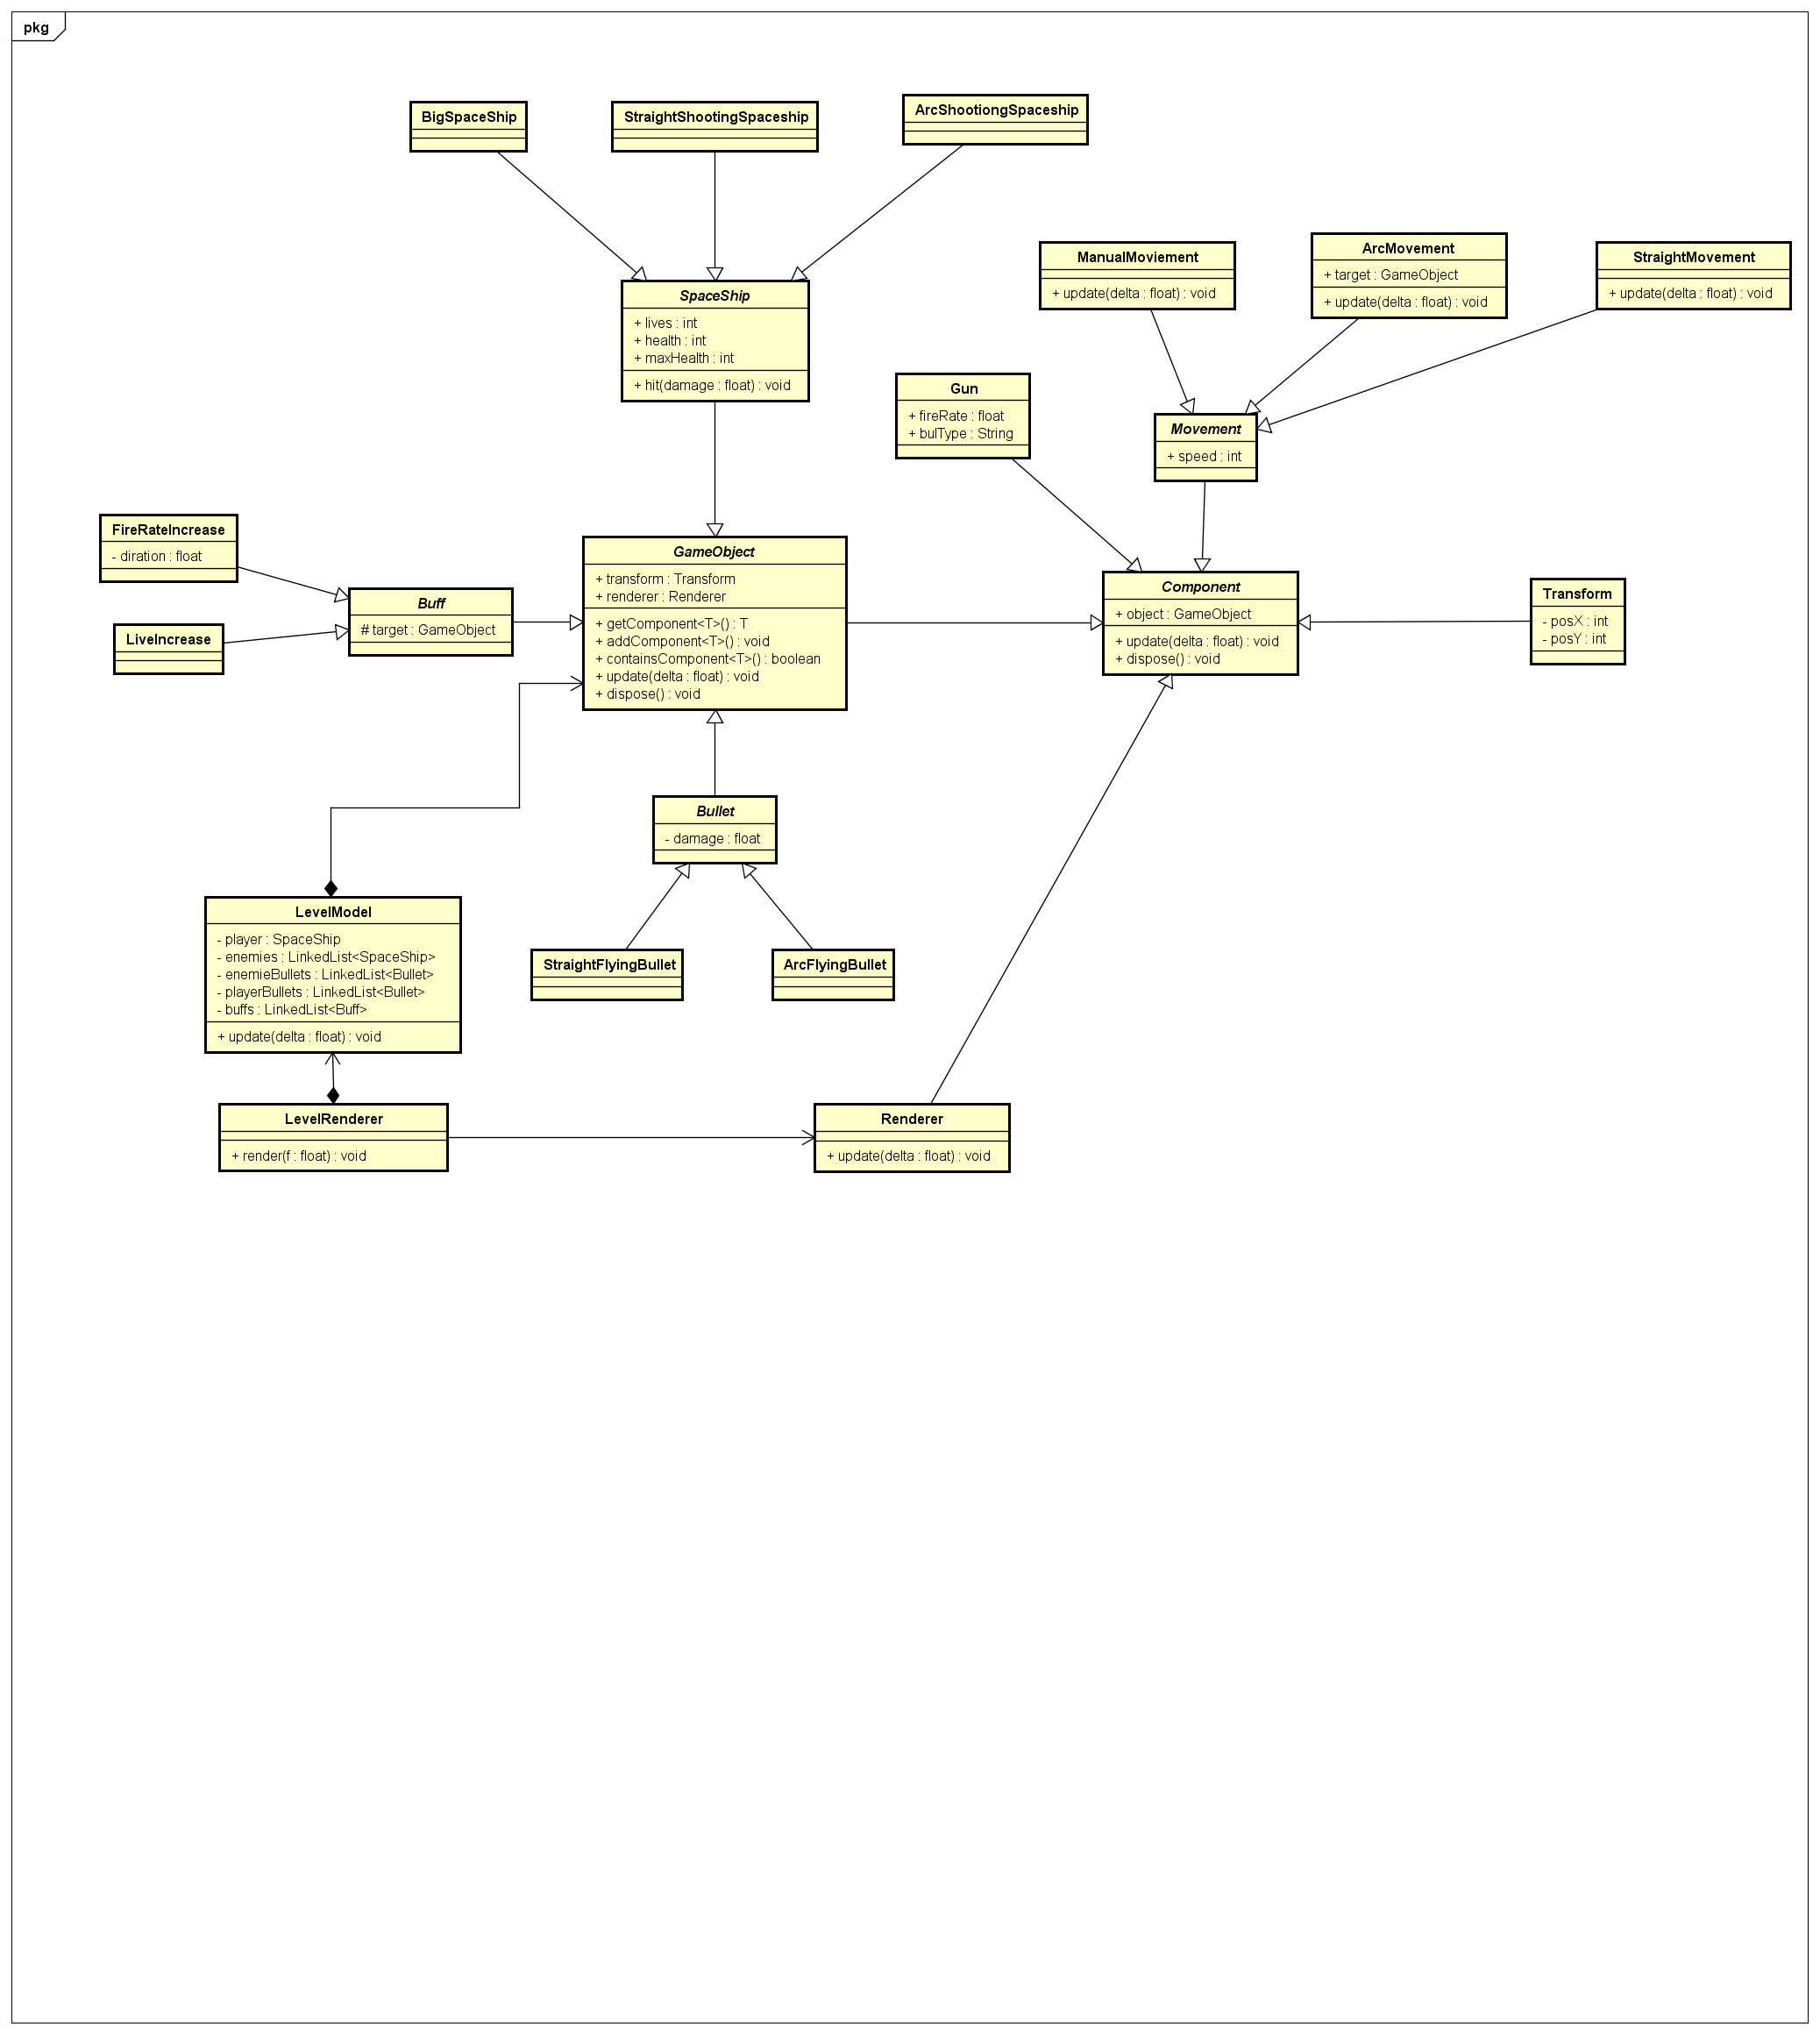 pkg
BigSpaceShip
StraightShootingSpaceship
ArcShootiongSpaceship
SpaceShip
+ lives : int
+ health : int
+ maxHealth : int
+ hit(damage : float) : void
ManualMoviement
+ update(delta : float) : void
ArcMovement
+ target : GameObject
+ update(delta : float) : void
StraightMovement
+ update(delta : float) : void
Gun
+ fireRate : float
+ bulType : String
Movement
+ speed : int
FireRateIncrease
- diration : float
LiveIncrease
Buff
# target : GameObject
GameObject
+ transform : Transform
+ renderer : Renderer
+ getComponent<T>() : T
+ addComponent<T>() : void
+ containsComponent<T>() : boolean
+ update(delta : float) : void
+ dispose() : void
Component
+ object : GameObject
+ update(delta : float) : void
+ dispose() : void
Transform
- posX : int
- posY : int
Bullet
- damage : float
StraightFlyingBullet
ArcFlyingBullet
LevelModel
- player : SpaceShip
- enemies : LinkedList<SpaceShip>
- enemieBullets : LinkedList<Bullet>
- playerBullets : LinkedList<Bullet>
- buffs : LinkedList<Buff>
+ update(delta : float) : void
LevelRenderer
+ render(f : float) : void
Renderer
+ update(delta : float) : void